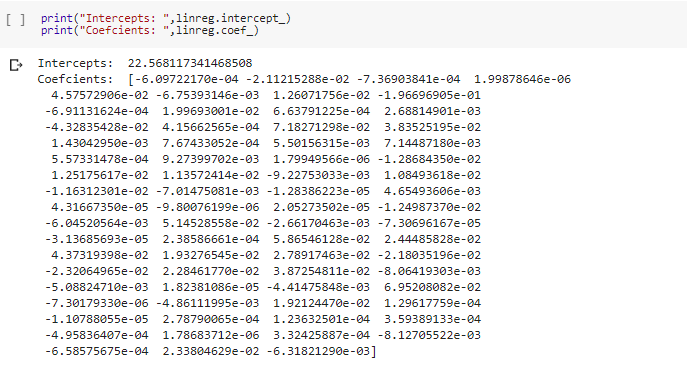 [ ] print("Intercepts: ",linreg.intercept_)
print("Coefcients: ",linreg.coef_)
Intercepts:  22.568117341468508
Coefcients:  [-6.09722170e-04 -2.11215288e-02 -7.36903841e-04  1.99878646e-06
4.57572906e-02 -6.75393146e-03  1.26071756e-02 -1.96696905e-01
-6.91131624e-04  1.99693001e-02  6.63791225e-04  2.68814901e-03
-4.32835428e-02  4.15662565e-04  7.18271298e-02  3.83525195e-02
1.43042950e-03  7.67433052e-04  5.50156315e-03  7.14487180e-03
5.57331478e-04  9.27399702e-03  1.79949566e-06 -1.28684350e-02
1.25175617e-02  1.13572414e-02 -9.22753033e-03  1.08493618e-02
-1.16312301e-02 -7.01475081e-03 -1.28386223e-05  4.65493606e-03
4.31667350e-05 -9.80076199e-06  2.05273502e-05 -1.24987370e-02
-6.04520564e-03  5.14528558e-02 -2.66170463e-03 -7.30696167e-05
-3.13685693e-05  2.38586661e-04  5.86546128e-02  2.44485828e-02
4.37319398e-02  1.93276545e-02  2.78917463e-02 -2.18035196e-02
-2.32064965e-02  2.28461770e-02  3.87254811e-02 -8.06419303e-03
-5.08824710e-03  1.82381086e-05 -4.41475848e-03  6.95208082e-02
-7.30179330e-06 -4.86111995e-03  1.92124470e-02  1.29617759e-04
-1.10788055e-05  2.78790065e-04  1.23632501e-04  3.59389133e-04
-4.95836407e-04  1.78683712e-06  3.32425887e-04 -8.12705522e-03
-6.58575675e-04  2.33804629e-02 -6.31821290e-03]